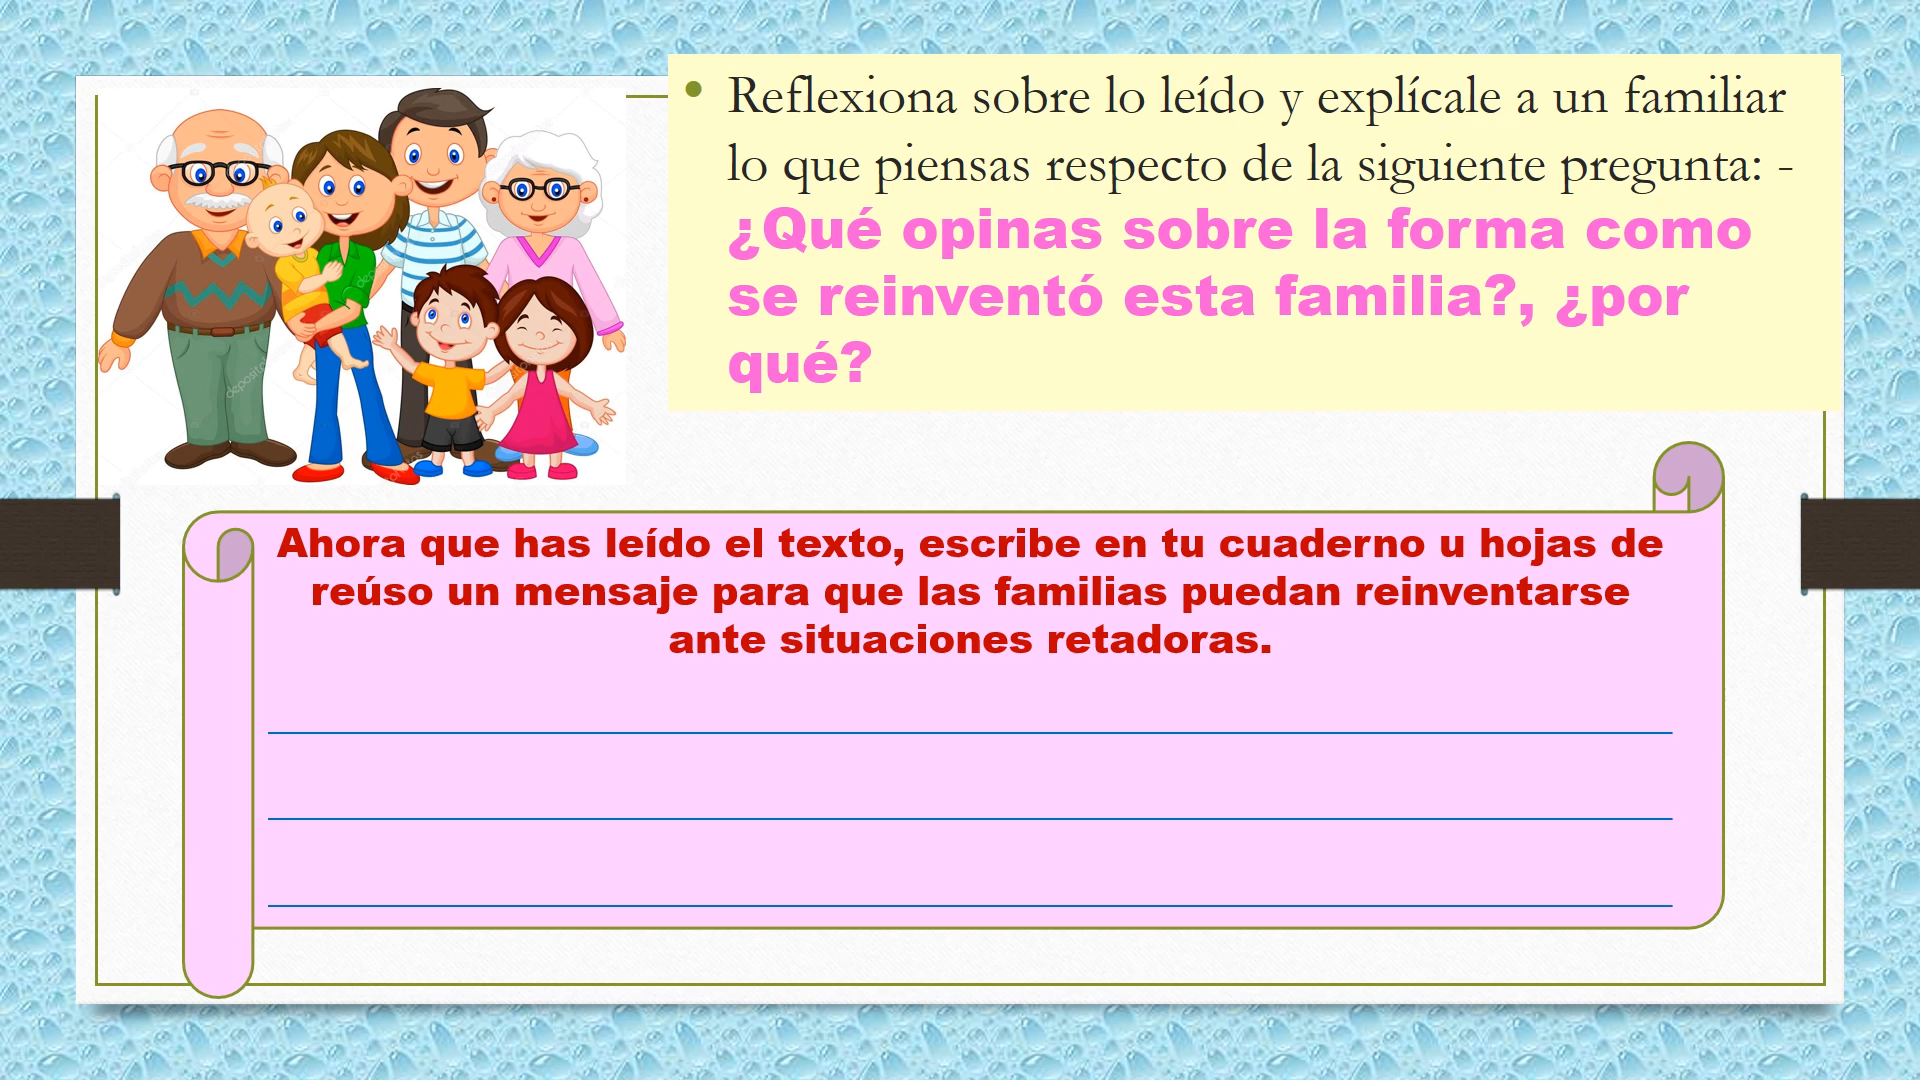 • Reflexiona sobre lo leído y explícale a un familiar
lo que piensas respecto de la siguiente pregunta: -
¿Qué opinas sobre la forma como
se reinventó esta familia?, ¿por
qué?
Ahora que has leído el texto, escribe en tu cuaderno u hojas de
reúso un mensaje para que las familias puedan reinventarse
ante situaciones retadoras.